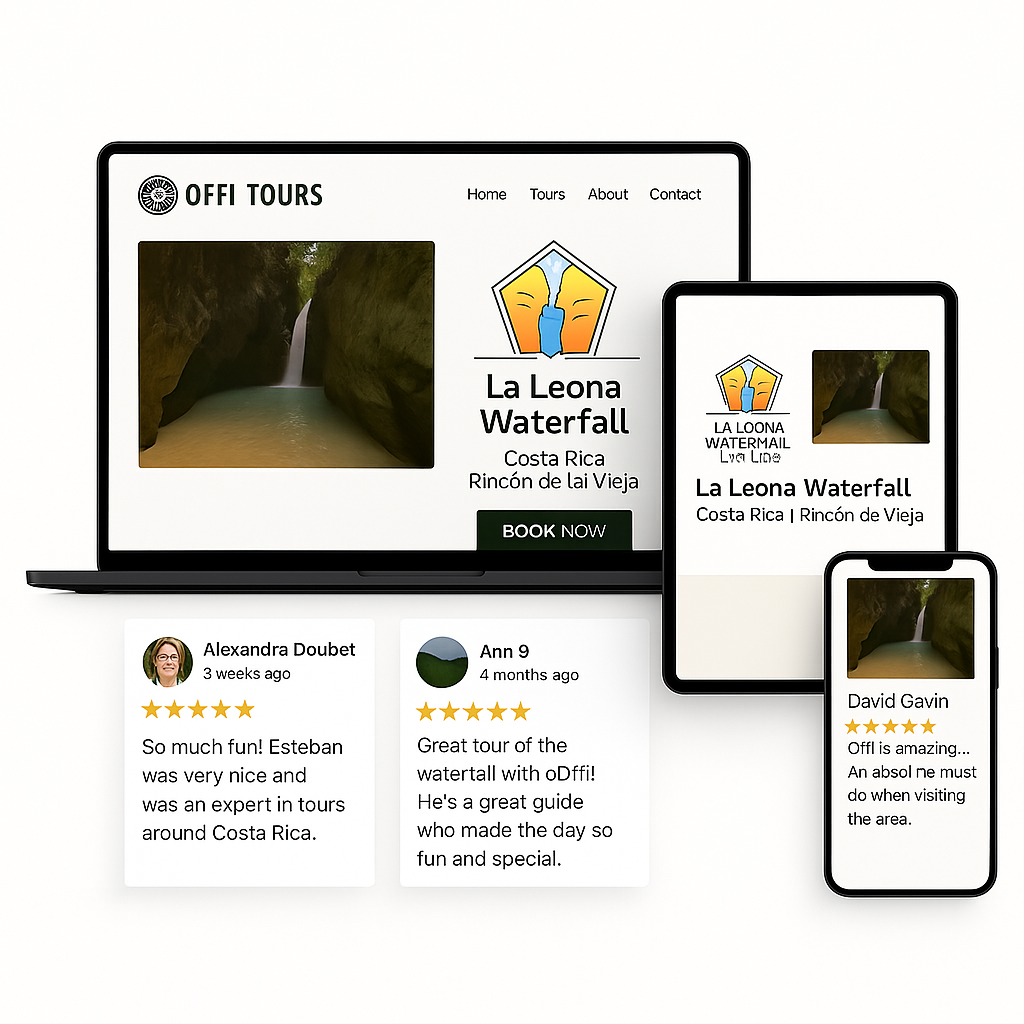 OFFI TOURS
Home Tours About Contact
La Leona
Waterfall
Costa Rica
Rincón de lai Vieja
BOOK NOW
LA LOONA
WATERMAIL
La Leona Waterfall
Costa Rica | Rincón de Vieja
Alexandra Doubet
3 weeks ago
So much fun! Esteban
was very nice and
was an expert in tours
around Costa Rica.
Ann 9
4 months ago
Great tour of the
watertall with oDffi!
He's a great guide
who made the day so
fun and special.
David Gavin
Offl is amazing...
An absol ne must
do when visiting
the area.